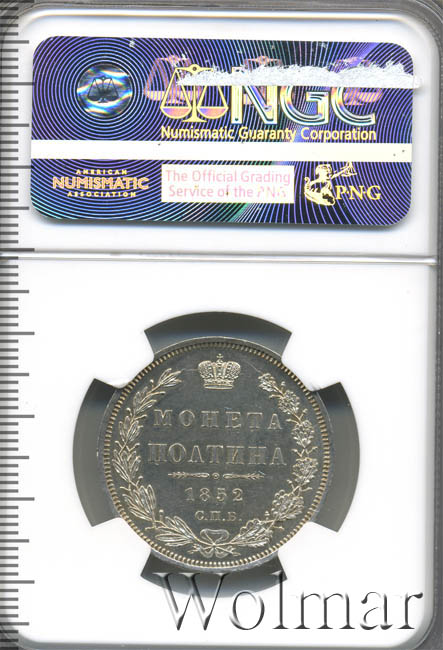 NGC
Numismatic Guaranty Corporation
AMERICAN
NUMISMATIC
ASSOCIATION
The Official Grading
Service of the PNG
PNG
МОНЕТА
ПОЛТИНА
1852
С.П.Б.
Wolmar